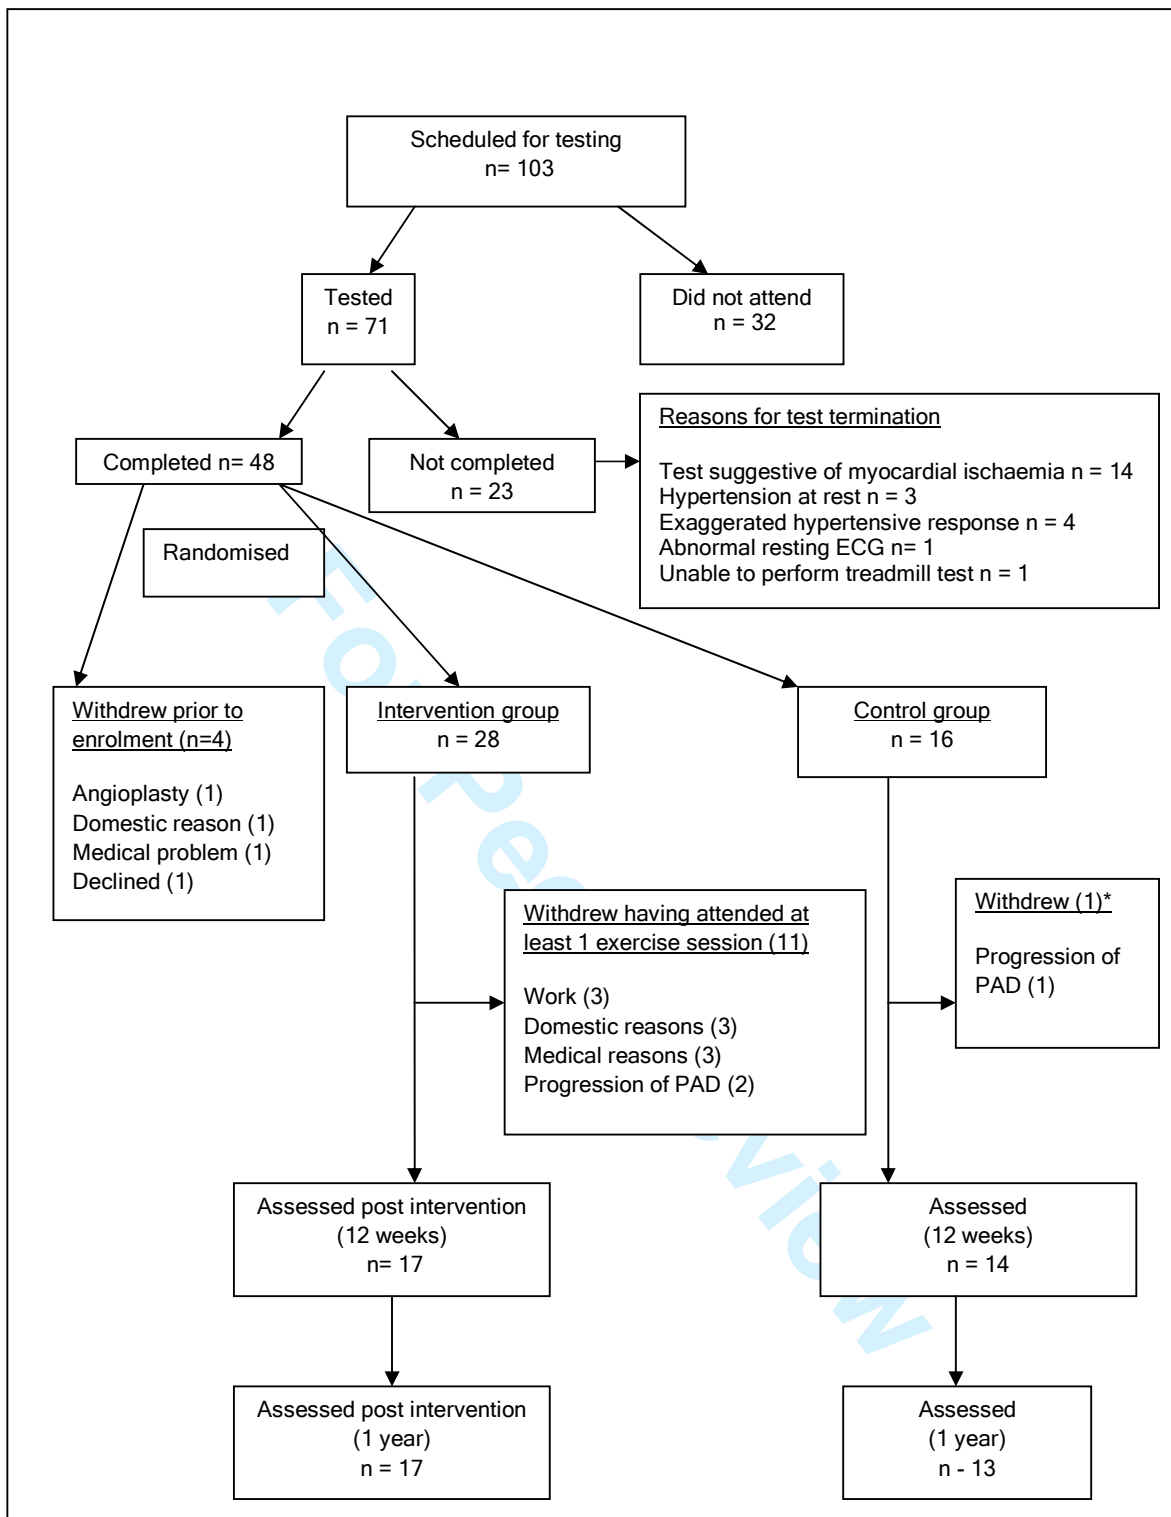 Scheduled for testing
n= 103
Tested
n = 71
Did not attend
n = 32
Completed n= 48
Not completed
n = 23
Reasons for test termination
Test suggestive of myocardial ischaemia n = 14
Hypertension at rest n = 3
Exaggerated hypertensive response n = 4
Abnormal resting ECG n= 1
Unable to perform treadmill test n = 1
Randomised
Withdrew prior to
enrolment (n=4)
Angioplasty (1)
Domestic reason (1)
Medical problem (1)
Declined (1)
Intervention group
n = 28
Control group
n = 16
Withdrew having attended at
least 1 exercise session (11)
Work (3)
Domestic reasons (3)
Medical reasons (3)
Progression of PAD (2)
Withdrew (1)*
Progression of
PAD (1)
Assessed post intervention
(12 weeks)
n= 17
Assessed
(12 weeks)
n = 14
Assessed post intervention
(1 year)
n = 17
Assessed
(1 year)
n - 13